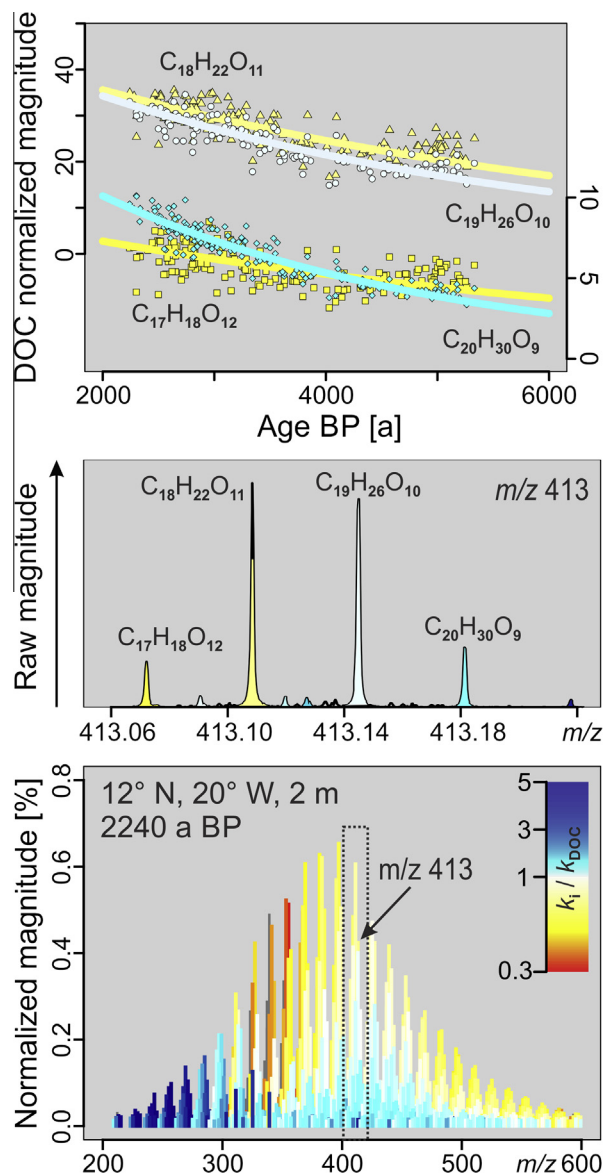 DOC normalized magnitude
40
20
0
C18H22O11
C19H26O10
C17H18O12
C20H30O9
10
5
0
2000
4000
6000
Age BP [a]
Raw magnitude
C18H22O11
C19H26O10
m/z 413
C17H18O12
C20H30O9
413.06
413.10
413.14
413.18
m/z
Normalized magnitude [%]
0.8
0.6
0.4
0.2
0.0
12° N, 20° W, 2 m
2240 a BP
m/z 413
5
3
1
0.3
ki / kDOC
200
300
400
500
m/z
600